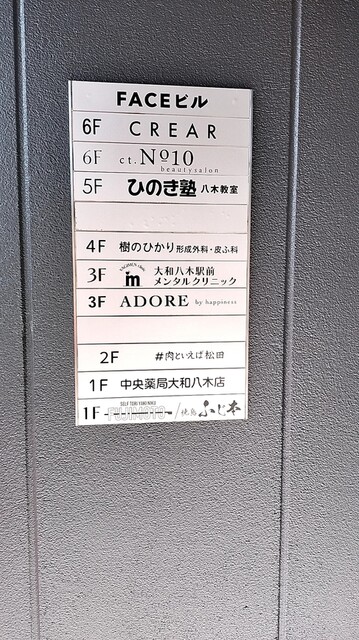 FACEビル
6F CREAR
6F ct.No10
beautysalon
5F ひのき塾 八木教室
4F 樹のひかり 形成外科・皮ふ科
3F m 大和八木駅前
メンタルクリニック
3F ADORE by happiness
2F #肉といえば松田
1F 中央薬局大和八木店
1F FUJIMOTO / 焼鳥 ふじ本